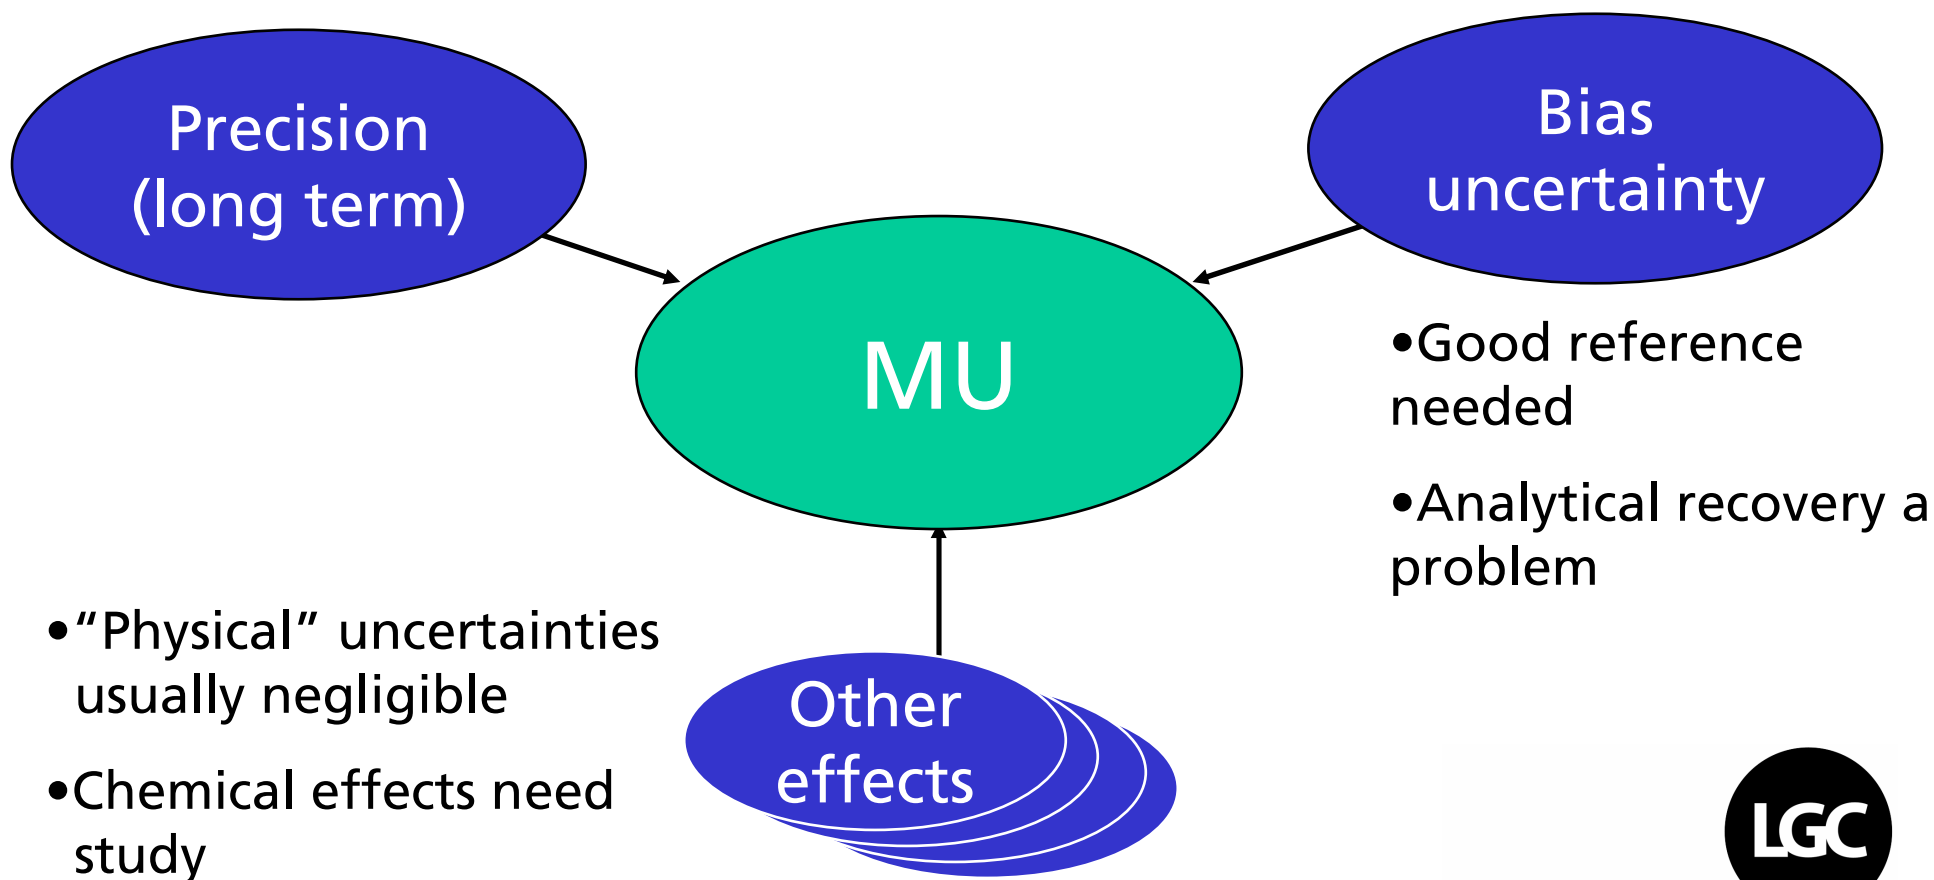 Precision
(long term)
Bias
uncertainty
MU
•Good reference
needed
•Analytical recovery a
problem
•“Physical” uncertainties
usually negligible
•Chemical effects need
study
Other
effects
LGC